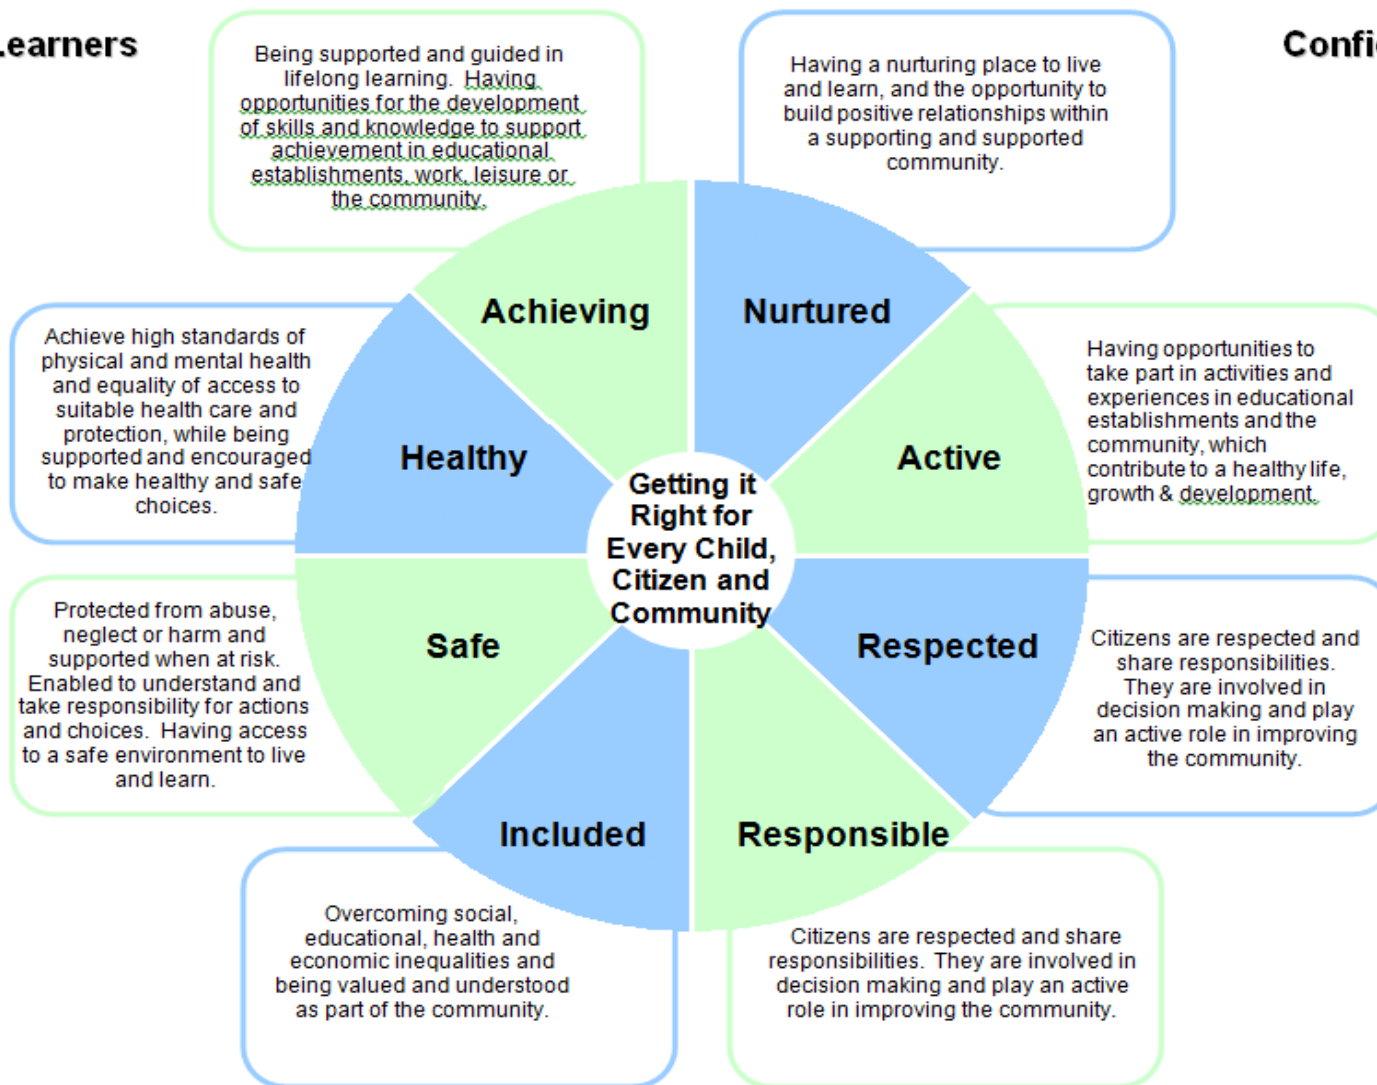 .earners
Confi
Being supported and guided in
lifelong learning. Having
opportunities for the development
of skills and knowledge to support
achievement in educational
establishments, work, leisure or
the community.
Having a nurturing place to live
and learn, and the opportunity to
build positive relationships within
a supporting and supported
community.
Achieving
Nurtured
Achieve high standards of
physical and mental health
and equality of access to
suitable health care and
protection, while being
supported and encouraged
to make healthy and safe
choices.
Healthy
Active
Having opportunities to
take part in activities and
experiences in educational
establishments and the
community, which
contribute to a healthy life,
growth & development.
Getting it
Right for
Every Child,
Citizen and
Community
Protected from abuse,
neglect or harm and
supported when at risk.
Enabled to understand and
take responsibility for actions
and choices. Having access
to a safe environment to live
and learn.
Safe
Respected
Citizens are respected and
share responsibilities.
They are involved in
decision making and play
an active role in improving
the community.
Included
Responsible
Overcoming social,
educational, health and
economic inequalities and
being valued and understood
as part of the community.
Citizens are respected and share
responsibilities. They are involved in
decision making and play an active
role in improving the community.